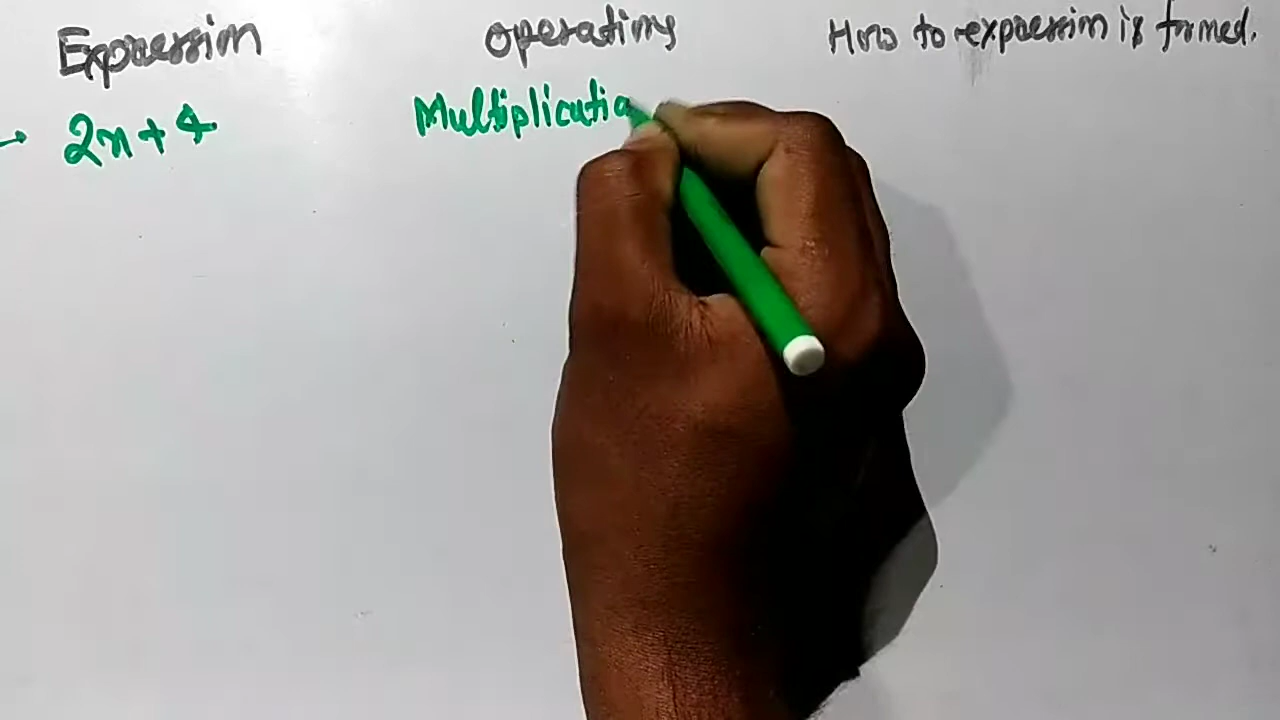 Expression operations How to expression is formed.
→ 2x + 4 Multiplicatio